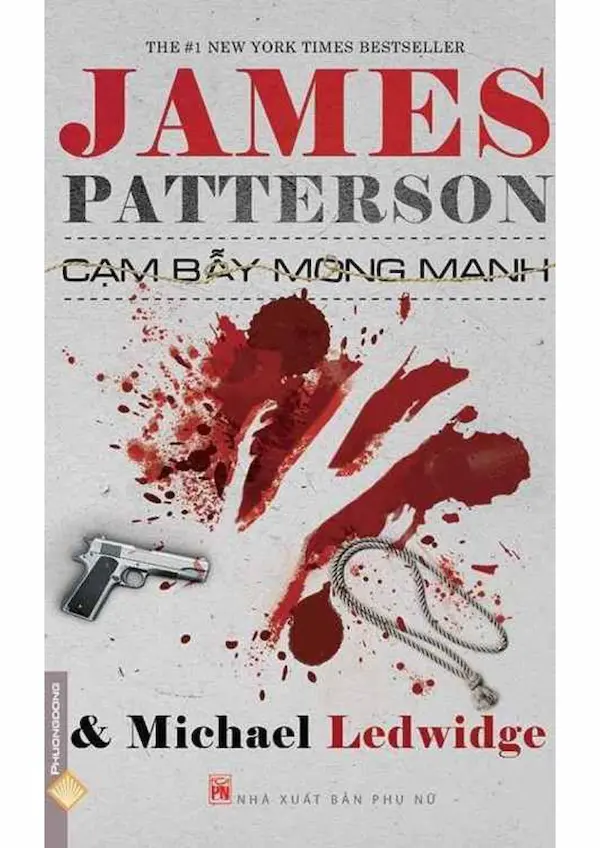 THE #1 NEW YORK TIMES BESTSELLER
JAMES
PATTERSON
CẠM BẪY MỎNG MANH
& Michael Ledwidge
PHUONGDONG
PN
NHÀ XUẤT BẢN PHỤ NỮ